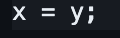 x = y;